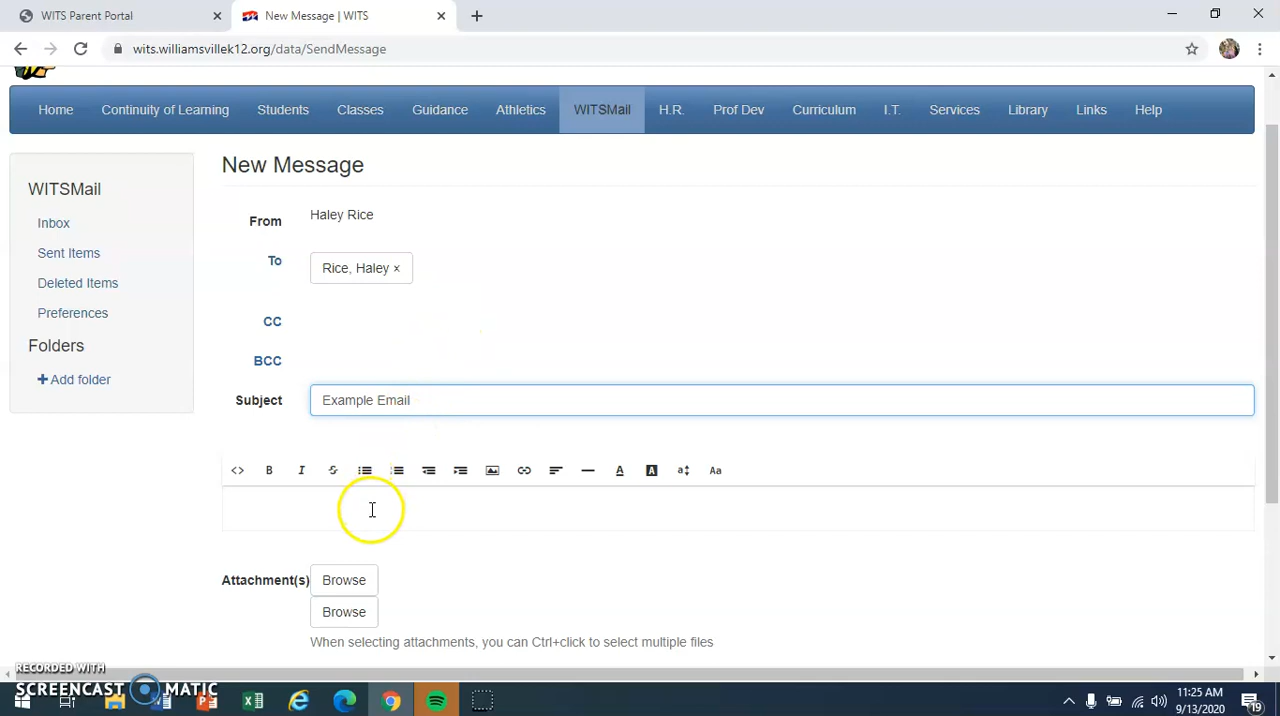 WITS Parent Portal
New Message | WITS
wits.williamsvillek12.org/data/SendMessage
Home Continuity of Learning Students Classes Guidance Athletics WITSMail H.R. Prof Dev Curriculum I.T. Services Library Links Help
WITSMail
Inbox
Sent Items
Deleted Items
Preferences
Folders
+ Add folder
New Message
From Haley Rice
To Rice, Haley ×
CC
BCC
Subject Example Email
<> B I S A A a Aa
Attachment(s) Browse
Browse
When selecting attachments, you can Ctrl+click to select multiple files
RECORDED WITH
SCREENCAST MATIC
11:25 AM
9/13/2020
19